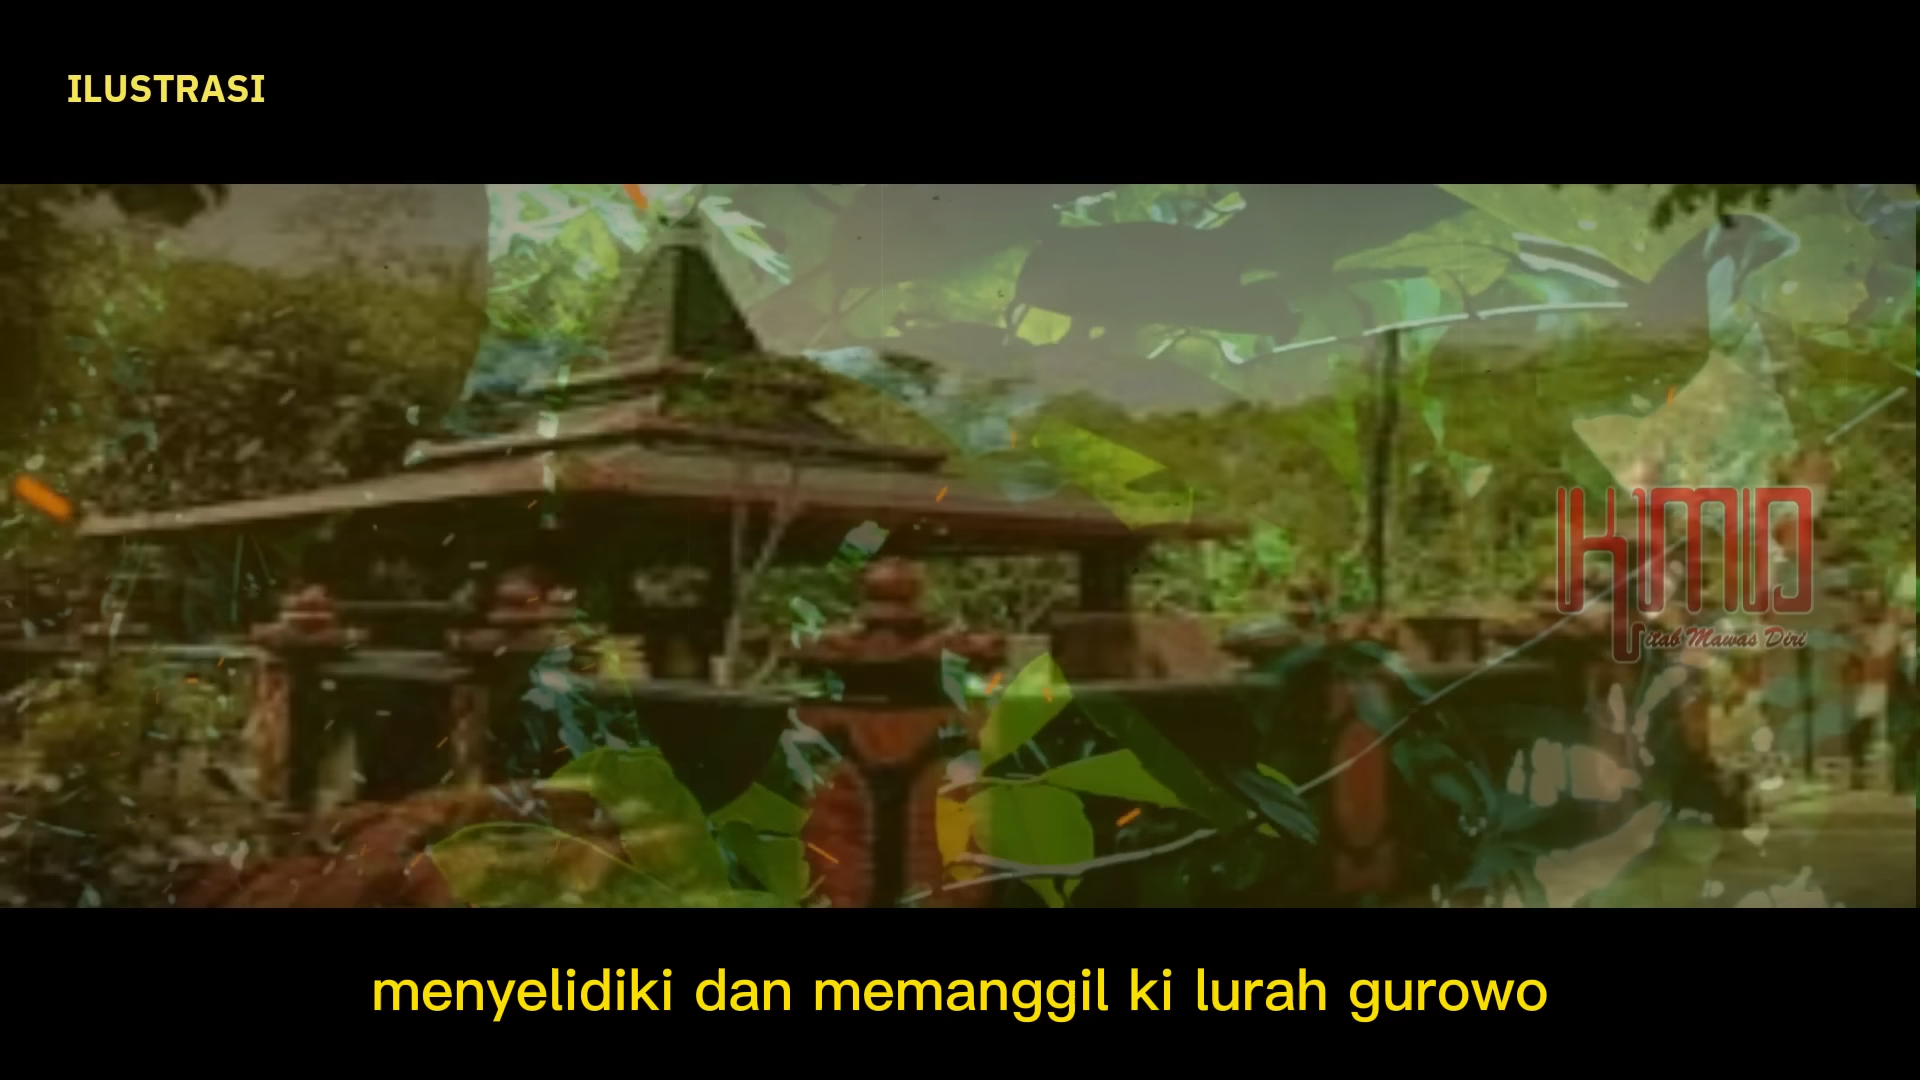 ILUSTRASI
KMD
Kitab Mawas Diri
menyelidiki dan memanggil ki lurah gurowo